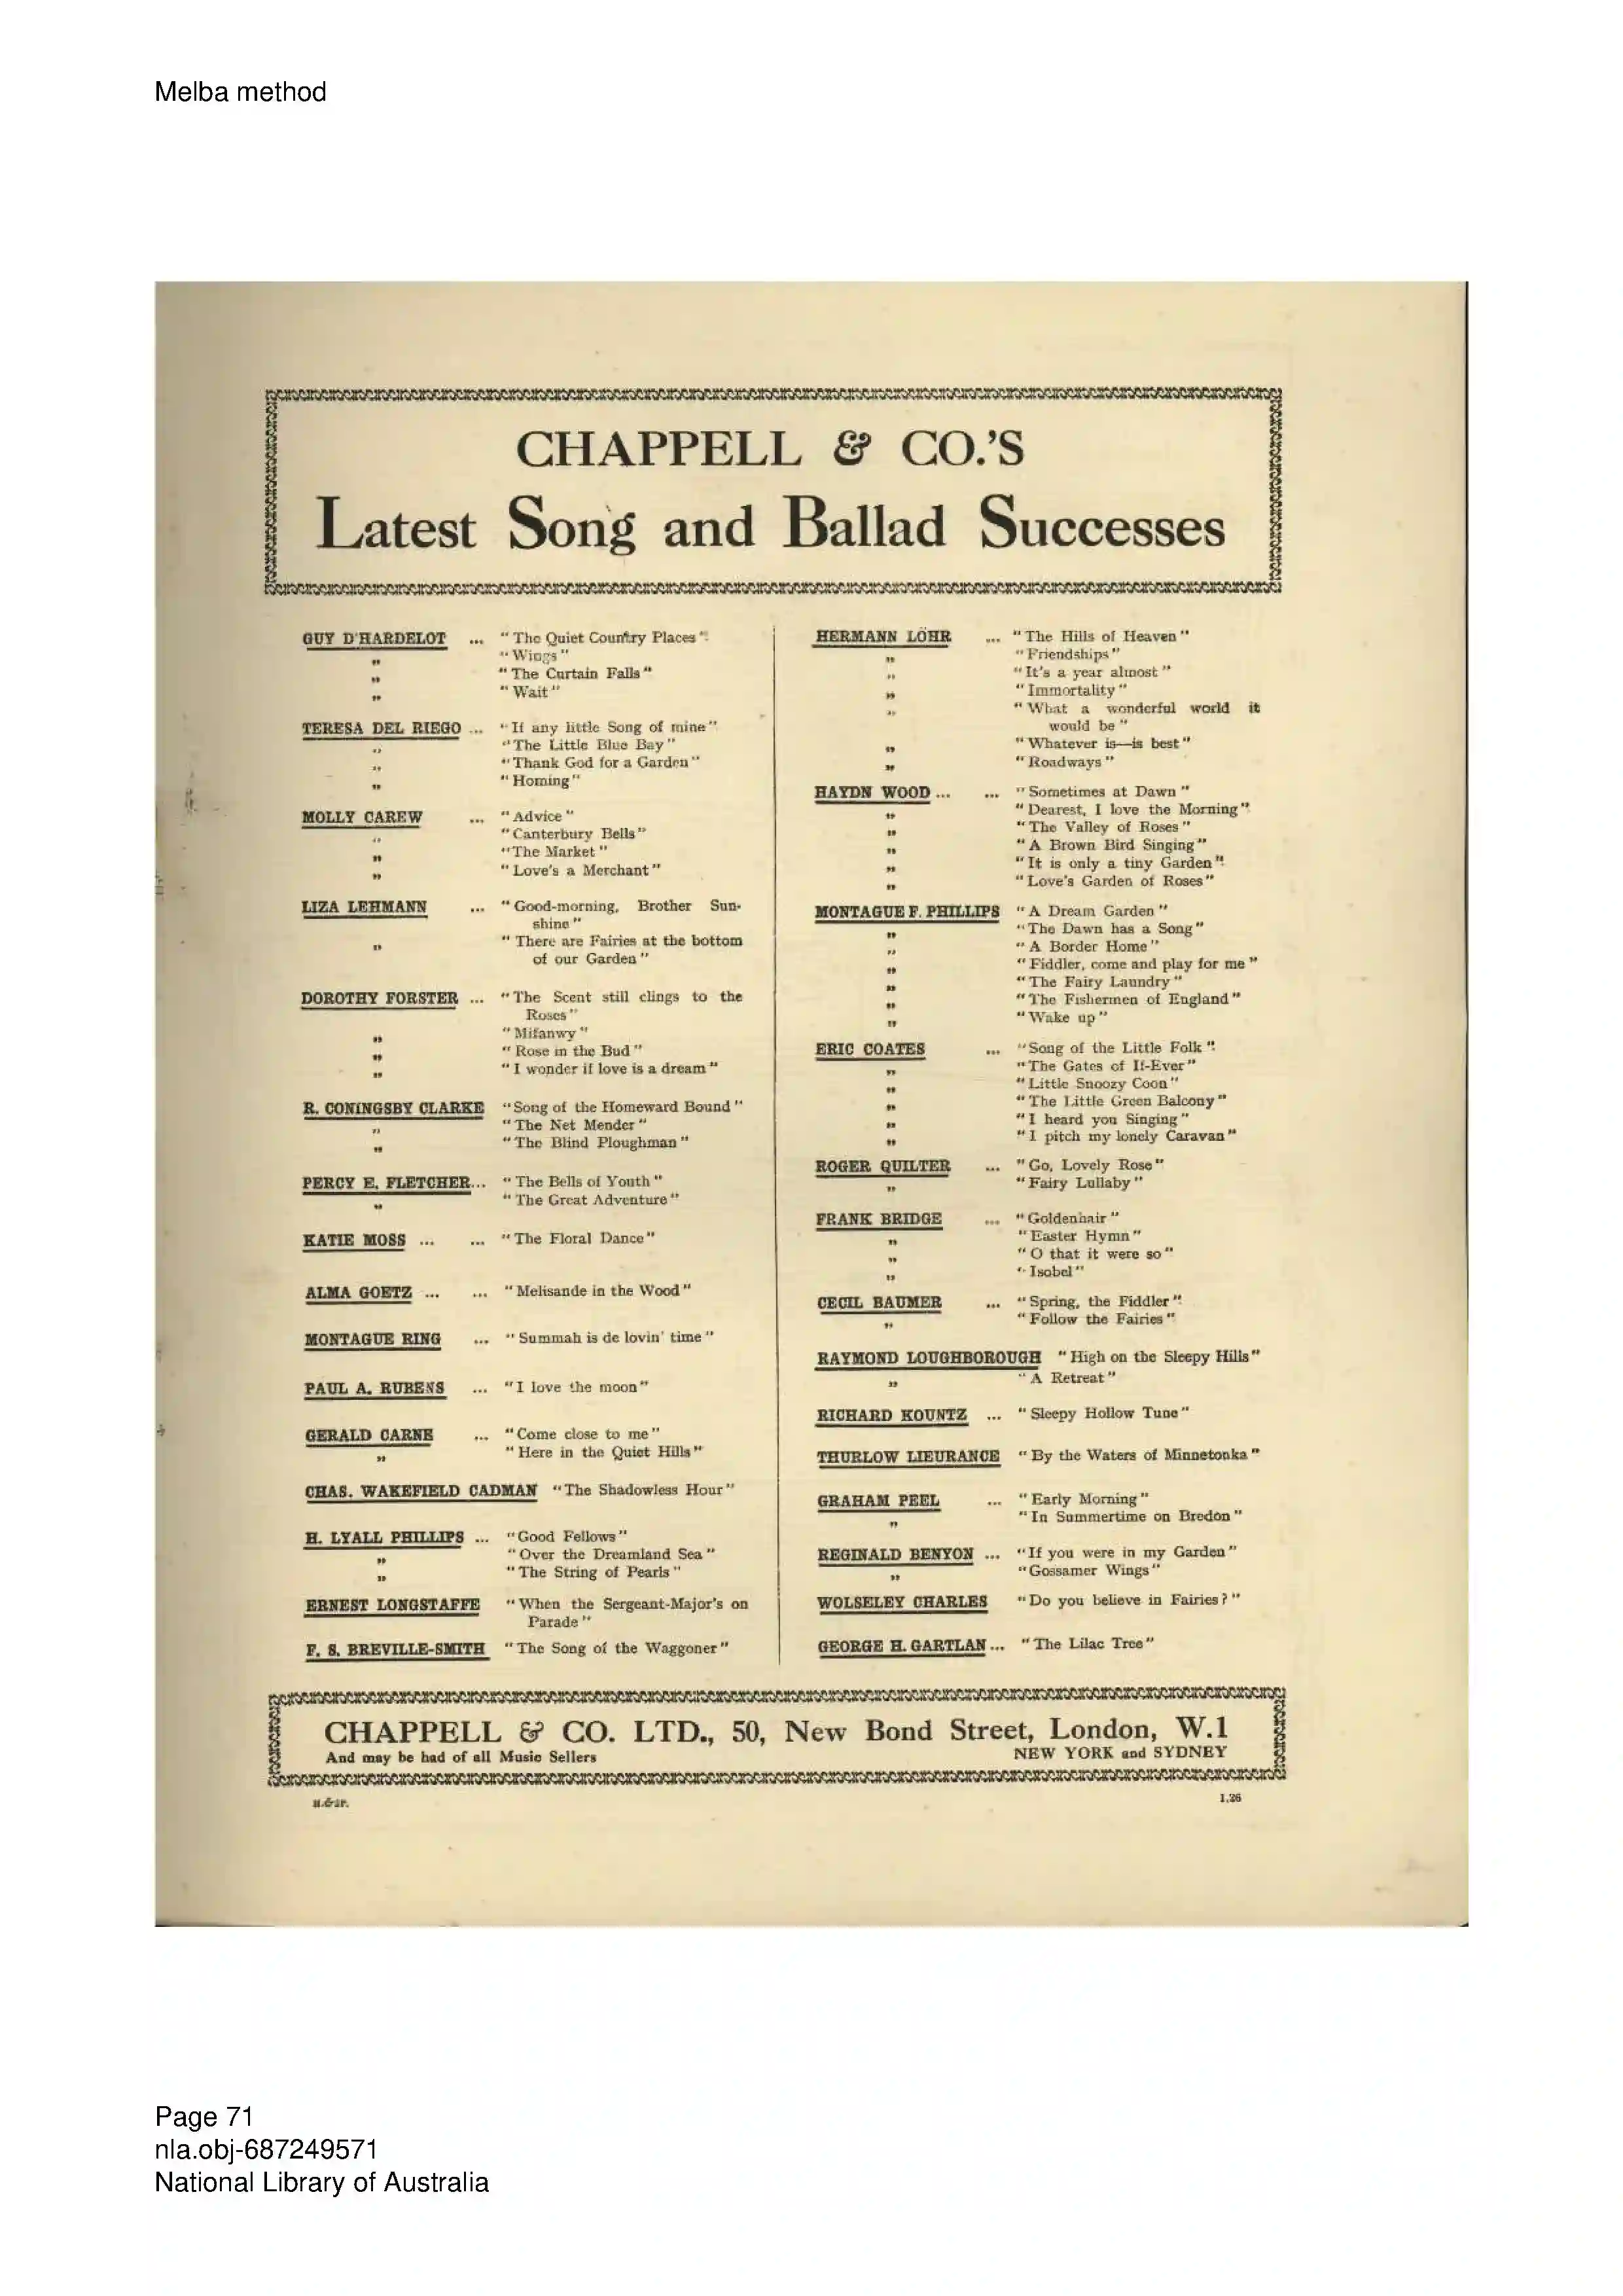 Melba method
CHAPPELL & CO.'S
Latest Song and Ballad Successes
GUY D'HARDELOT ... "The Quiet Country Places"
" "Wings"
" "The Curtain Falls"
" "Wait"
TERESA DEL RIEGO ... "If any little Song of mine"
" "The Little Blue Bay"
" "Thank God for a Garden"
" "Homing"
MOLLY CAREW ... "Advice"
" "Canterbury Bells"
" "The Market"
" "Love's a Merchant"
LIZA LEHMANN ... "Good-morning, Brother Sun-
shine"
" "There are Fairies at the bottom
of our Garden"
DOROTHY FORSTER ... "The Scent still clings to the
Roses"
" "Mifanwy"
" "Rose in the Bud"
" "I wonder if love is a dream"
R. CONINGSBY CLARKE "Song of the Homeward Bound"
" "The Net Mender"
" "The Blind Ploughman"
PERCY E. FLETCHER... "The Bells of Youth"
" "The Great Adventure"
KATIE MOSS ... ... "The Floral Dance"
ALMA GOETZ ... ... "Melisande in the Wood"
MONTAGUE RING ... "Summah is de lovin' time"
PAUL A. RUBENS ... "I love the moon"
GERALD CARNE ... "Come close to me"
" "Here in the Quiet Hills"
CHAS. WAKEFIELD CADMAN "The Shadowless Hour"
H. LYALL PHILLIPS ... "Good Fellows"
" "Over the Dreamland Sea"
" "The String of Pearls"
ERNEST LONGSTAFFE "When the Sergeant-Major's on
Parade"
F. S. BREVILLE-SMITH "The Song of the Waggoner"
HERMANN LÖHR ... "The Hills of Heaven"
" "Friendships"
" "It's a year almost"
" "Immortality"
" "What a wonderful world it
would be"
" "Whatever is—is best"
" "Roadways"
HAYDN WOOD ... ... "Sometimes at Dawn"
" "Dearest, I love the Morning"
" "The Valley of Roses"
" "A Brown Bird Singing"
" "It is only a tiny Garden"
" "Love's Garden of Roses"
MONTAGUE F. PHILLIPS "A Dream Garden"
" "The Dawn has a Song"
" "A Border Home"
" "Fiddler, come and play for me"
" "The Fairy Laundry"
" "The Fishermen of England"
" "Wake up"
ERIC COATES ... "Song of the Little Folk"
" "The Gates of If-Ever"
" "Little Snoozy Coon"
" "The Little Green Balcony"
" "I heard you Singing"
" "I pitch my lonely Caravan"
ROGER QUILTER ... "Go, Lovely Rose"
" "Fairy Lullaby"
FRANK BRIDGE ... "Goldenhair"
" "Easter Hymn"
" "O that it were so"
" "Isobel"
CECIL BAUMER ... "Spring, the Fiddler"
" "Follow the Fairies"
RAYMOND LOUGHBOROUGH "High on the Sleepy Hills"
" "A Retreat"
RICHARD KOUNTZ ... "Sleepy Hollow Tune"
THURLOW LIEURANCE "By the Waters of Minnetonka"
GRAHAM PEEL ... "Early Morning"
" "In Summertime on Bredon"
REGINALD BENYON ... "If you were in my Garden"
" "Gossamer Wings"
WOLSELEY CHARLES "Do you believe in Fairies?"
GEORGE H. GARTLAN... "The Lilac Tree"
CHAPPELL & CO. LTD., 50, New Bond Street, London, W.1
And may be had of all Music Sellers NEW YORK and SYDNEY
1.26
Page 71
nla.obj-687249571
National Library of Australia